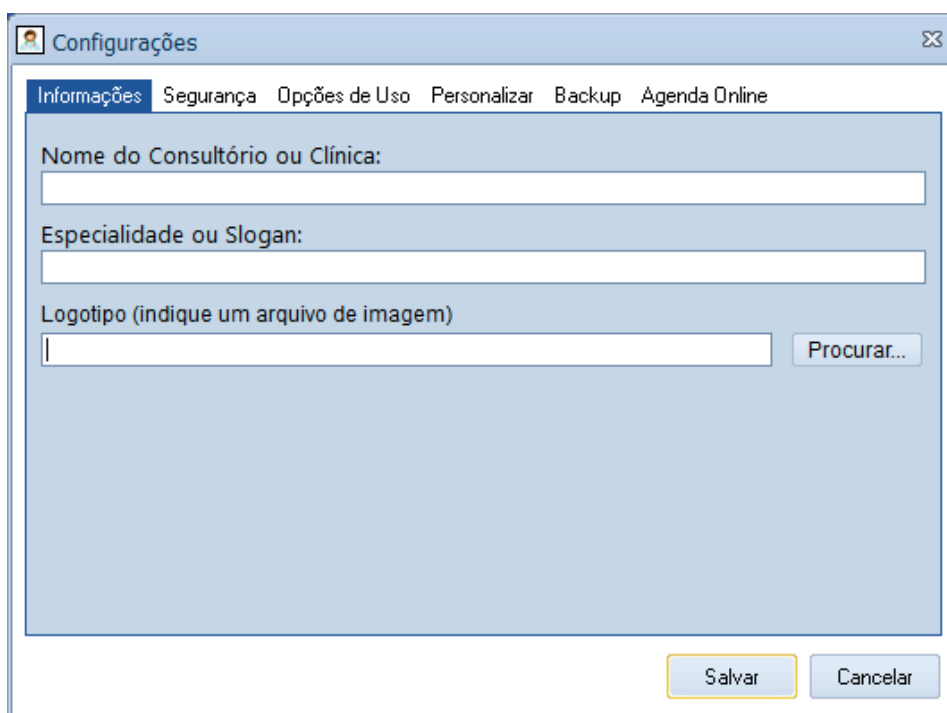 Configurações
Informações Segurança Opções de Uso Personalizar Backup Agenda Online
Nome do Consultório ou Clínica:
Especialidade ou Slogan:
Logotipo (indique um arquivo de imagem)
Procurar...
Salvar Cancelar